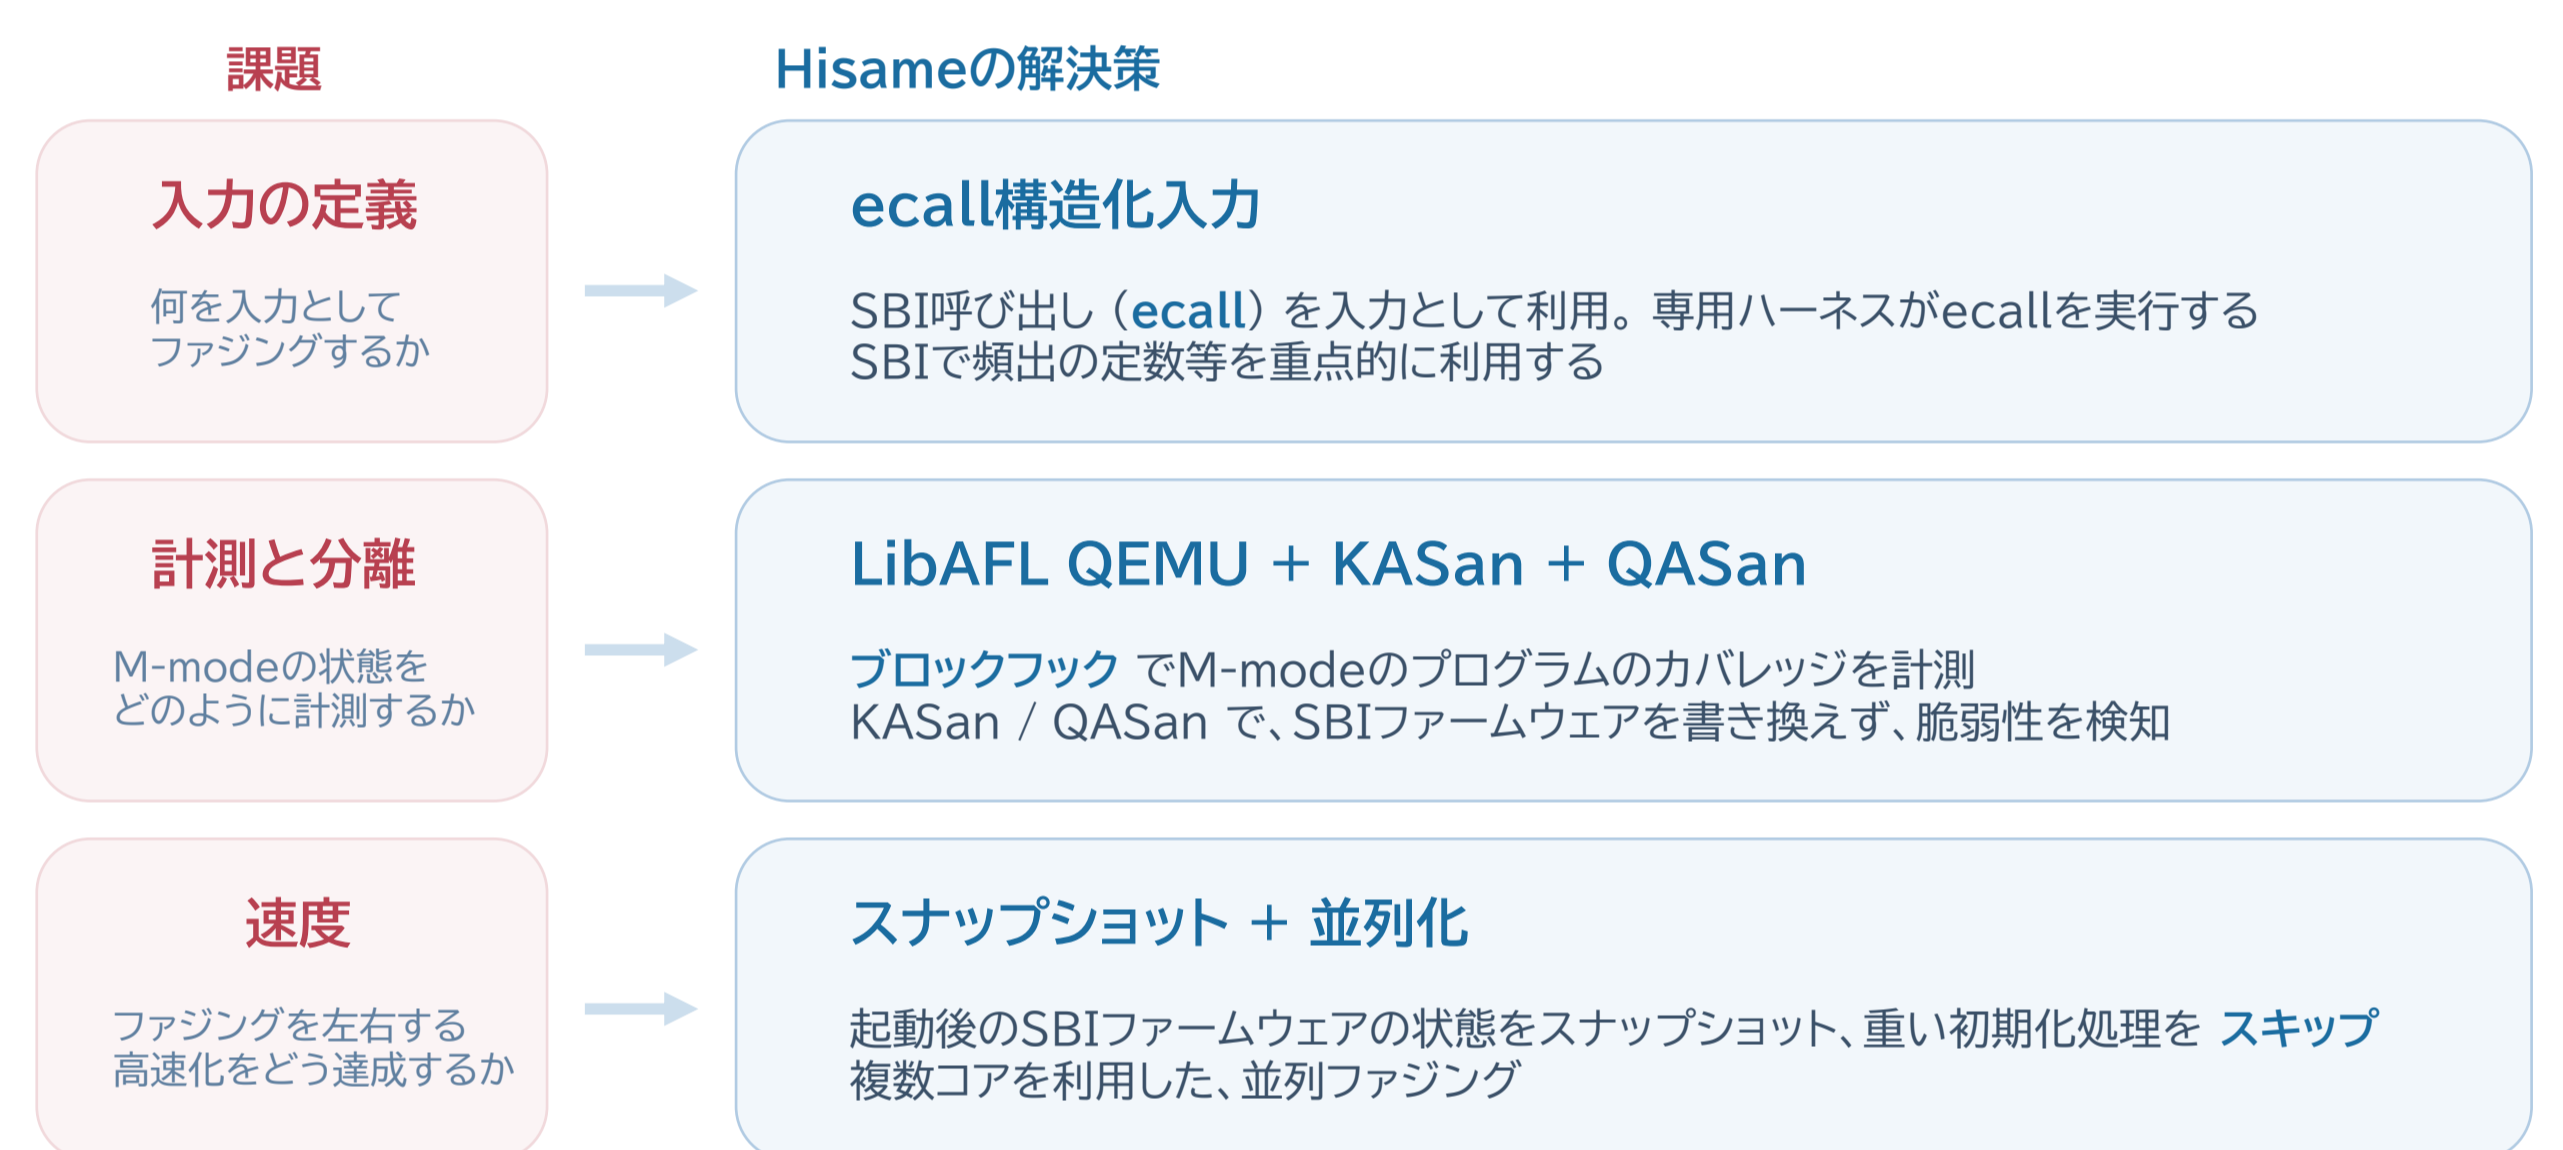 課題
Hisameの解決策
入力の定義
何を入力として
ファジングするか
ecall構造化入力
SBI呼び出し（ecall）を入力として利用。専用ハーネスがecallを実行する
SBIで頻出の定数等を重点的に利用する
計測と分離
M-modeの状態を
どのように計測するか
LibAFL QEMU + KASan + QASan
ブロックフック でM-modeのプログラムのカバレッジを計測
KASan / QASan で、SBIファームウェアを書き換えず、脆弱性を検知
速度
ファジングを左右する
高速化をどう達成するか
スナップショット + 並列化
起動後のSBIファームウェアの状態をスナップショット、重い初期化処理を スキップ
複数コアを利用した、並列ファジング